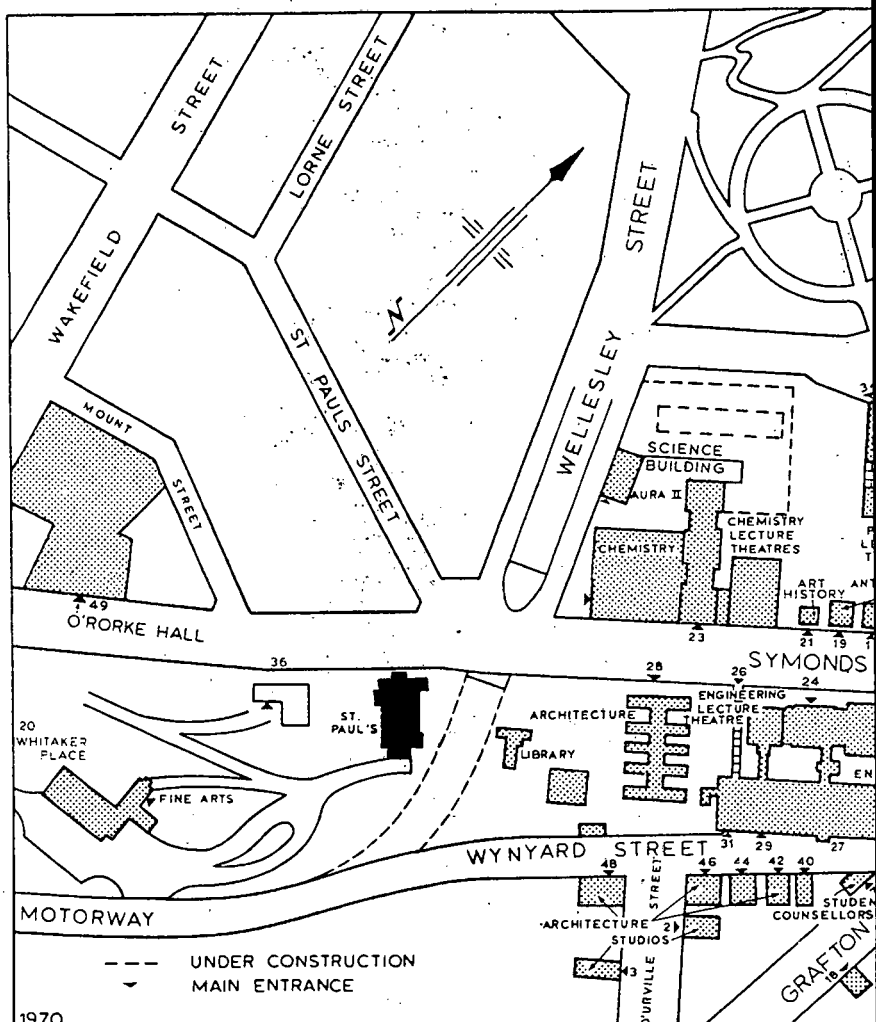 STREET
LORNE STREET
STREET
WAKEFIELD
N
ST PAULS STREET
WELLESLEY
MOUNT
STREET
SCIENCE
BUILDING
AURA II
CHEMISTRY
CHEMISTRY
LECTURE
THEATRES
ART
HISTORY
49
O'RORKE HALL
23
21
19
36
SYMONDS
28
26
24
ENGINEERING
LECTURE
THEATRE
ST.
PAUL'S
ARCHITECTURE
LIBRARY
20
WHITAKER
PLACE
FINE ARTS
31
29
27
WYNYARD STREET
48
46
44
42
40
MOTORWAY
STREET
D'URVILLE
ARCHITECTURE
STUDIOS
2
3
COUNSELLORS
GRAFTON
18
UNDER CONSTRUCTION
MAIN ENTRANCE
1970